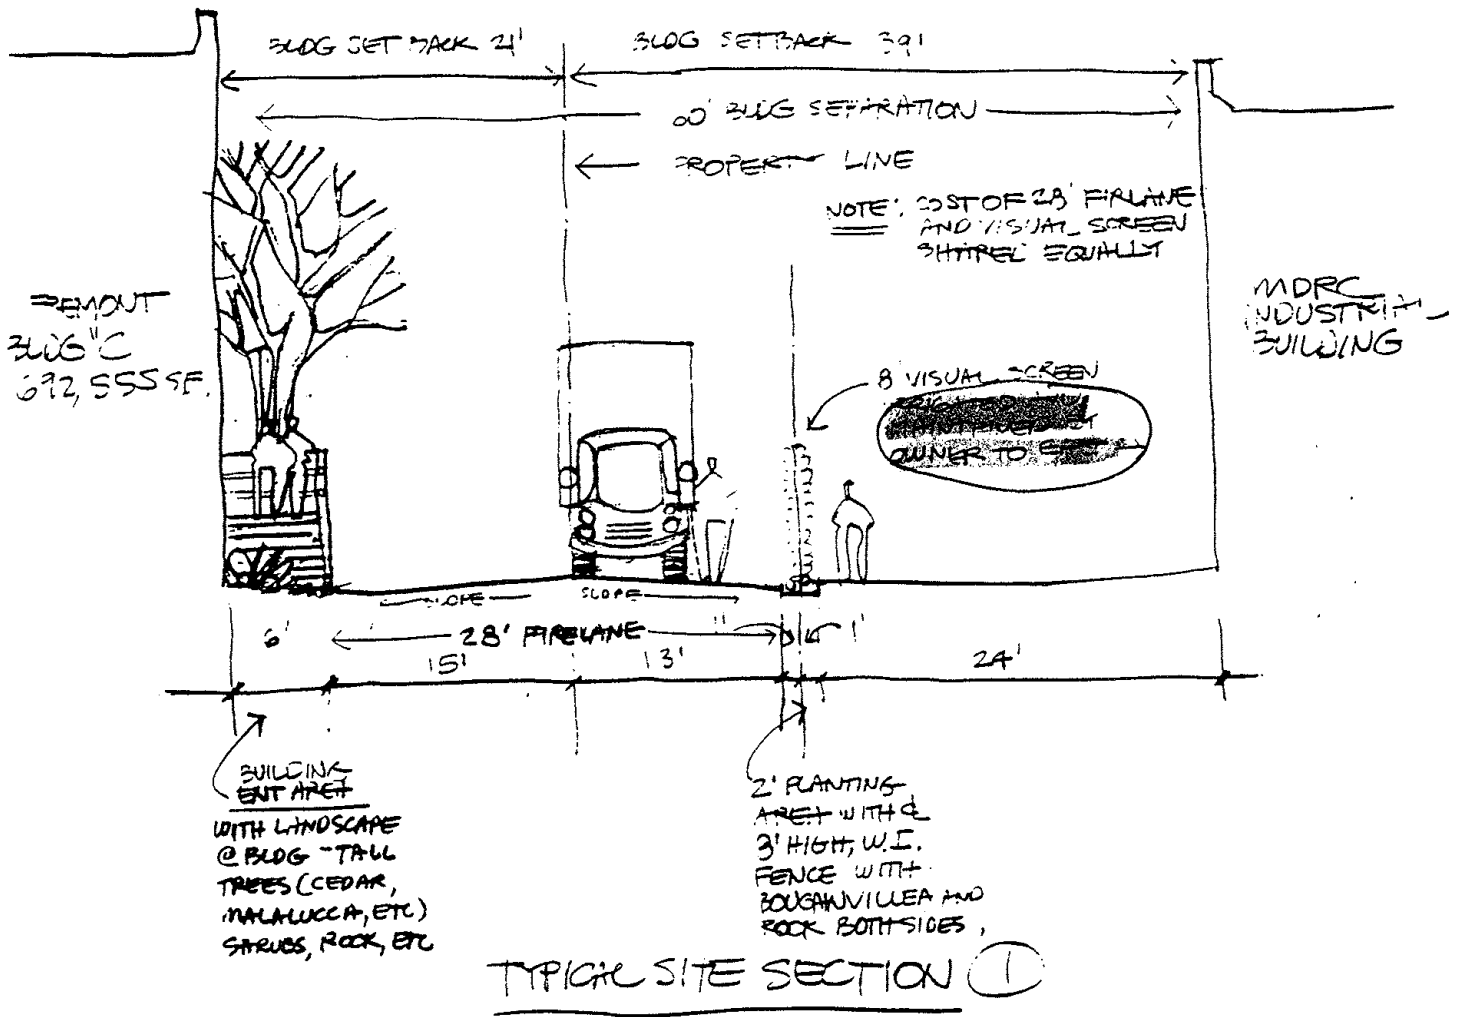 BLDG SETBACK 21'
BLDG SETBACK 39'
60' BLDG SEPARATION
PROPERTY LINE
NOTE: COST OF 28' FIRELANE
AND VISUAL SCREEN
SHARED EQUALLY
FREMONT
BLDG "C
692,555 SF.
MDRC
INDUSTRIAL
BUILDING
8 VISUAL SCREEN
OWNER TO
SLOPE
SLOPE
6'
28' FIRELANE
1'
1'
15'
13'
24'
BUILDING
ENT AREA
WITH LANDSCAPE
@ BLDG - TALL
TREES (CEDAR,
MALALUCCA, ETC)
SHRUBS, ROCK, ETC
2' PLANTING
AREA WITH ℄
3' HIGH, W.I.
FENCE WITH
BOUGAINVILLEA AND
ROCK BOTH SIDES,
TYPICAL SITE SECTION 1